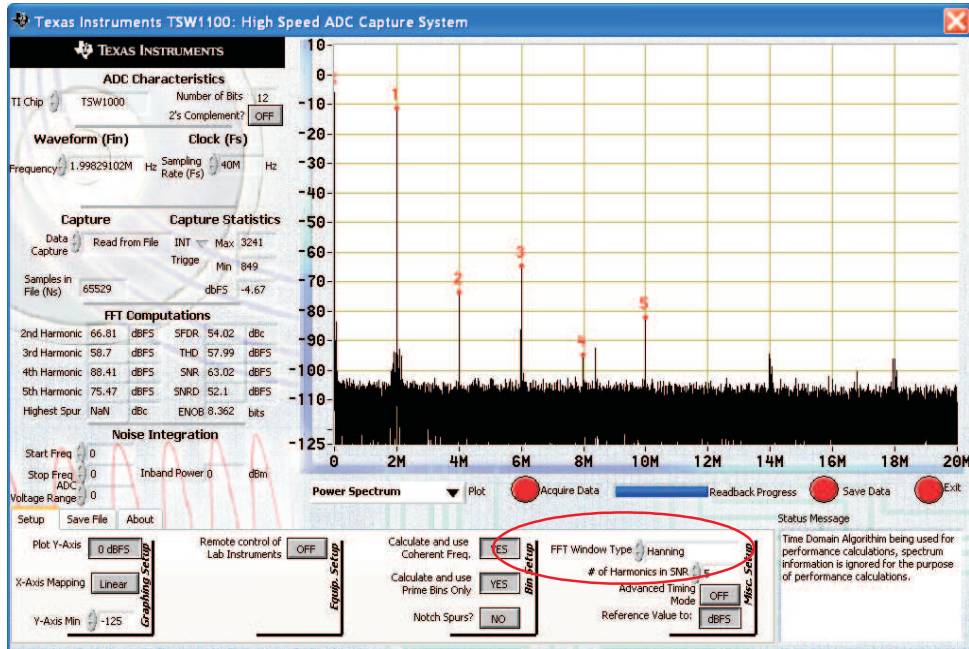 Texas Instruments TSW1100: High Speed ADC Capture System
TEXAS INSTRUMENTS
ADC Characteristics
TI Chip TSW1000 Number of Bits 12
2's Complement? OFF
Waveform (Fin) Clock (Fs)
Frequency 1.99829102M Hz Sampling Rate (Fs) 40M Hz
Capture Capture Statistics
Data Capture Read from File INT Max 3241
Trigge Min 849
Samples in File (Ns) 65529 dbFS -4.67
FFT Computations
2nd Harmonic 66.81 dBFS SFDR 54.02 dBc
3rd Harmonic 58.7 dBFS THD 57.99 dBFS
4th Harmonic 88.41 dBFS SNR 63.02 dBFS
5th Harmonic 75.47 dBFS SNRD 52.1 dBFS
Highest Spur NaN dBc ENOB 8.362 bits
Noise Integration
Start Freq 0
Stop Freq 0 Inband Power 0 dBm
ADC Voltage Range 0
10
0
-10
-20
-30
-40
-50
-60
-70
-80
-90
-100
-110
-125
1
2
3
4
5
0 2M 4M 6M 8M 10M 12M 14M 16M 18M 20M
Power Spectrum Plot Acquire Data Readback Progress Save Data Exit
Setup Save File About
Plot Y-Axis 0 dBFS
X-Axis Mapping Linear
Y-Axis Min -125
Graphing Setup
Remote control of Lab Instruments OFF
Equip. Setup
Calculate and use Coherent Freq. YES
Calculate and use Prime Bins Only YES
Notch Spurs? NO
Bin Setup
FFT Window Type Hanning
# of Harmonics in SNR 5
Advanced Timing Mode OFF
Reference Value to: dBFS
Misc. Setup
Status Message
Time Domain Algorithim being used for
performance calculations, spectrum
information is ignored for the purpose
of performance calculations.